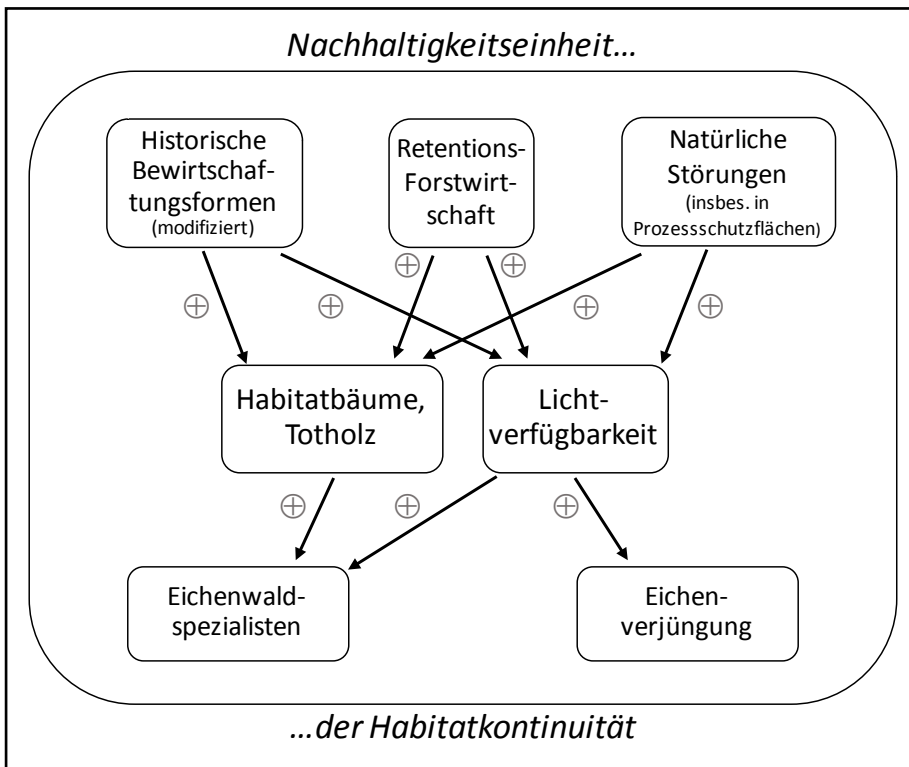 Nachhaltigkeitseinheit...
Historische
Bewirtschaf-
tungsformen
(modifiziert)
Retentions-
Forstwirt-
schaft
Natürliche
Störungen
(insbes. in
Prozessschutzflächen)
Habitatbäume,
Totholz
Licht-
verfügbarkeit
Eichenwald-
spezialisten
Eichen-
verjüngung
...der Habitatkontinuität